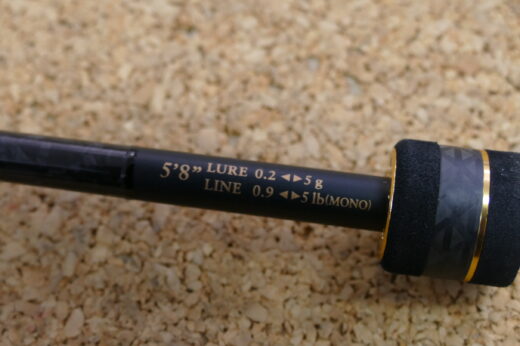 5'8" LURE 0.2 ◄►5 g
LINE 0.9 ◄►5 lb(MONO)